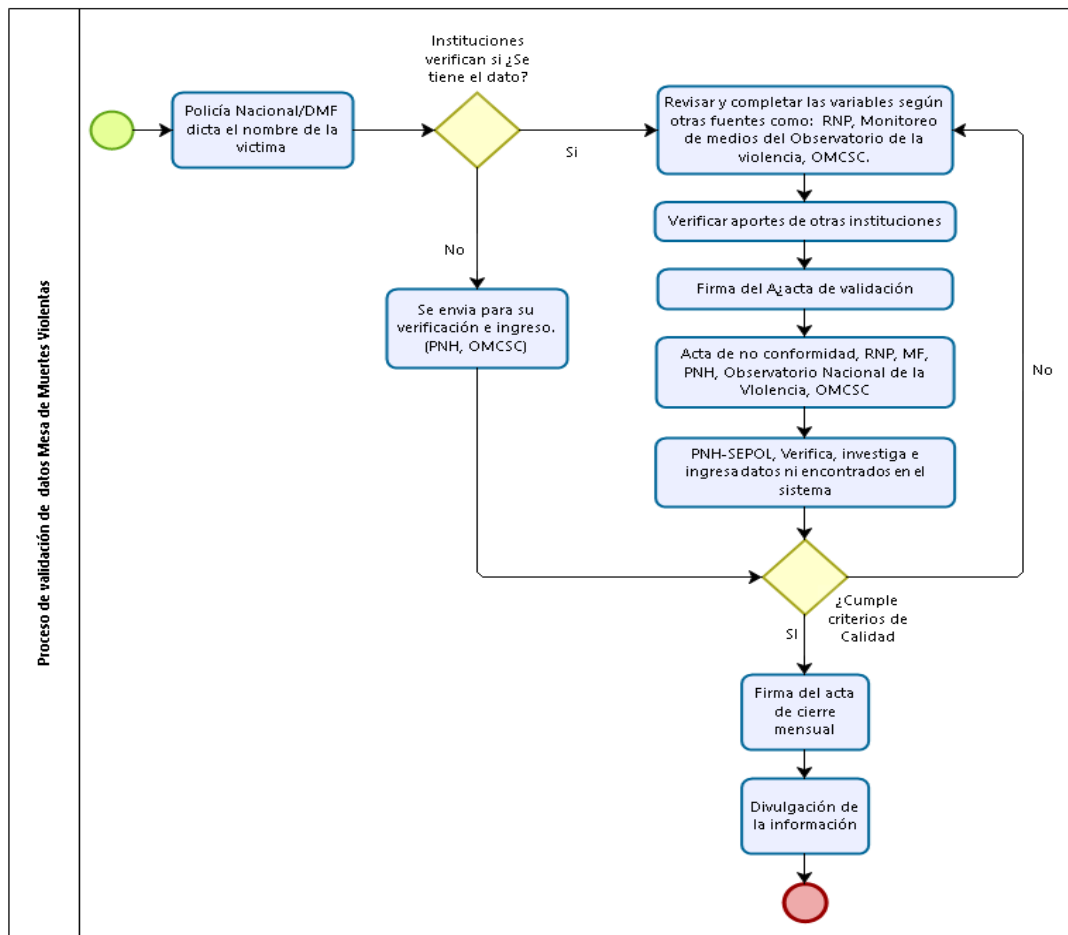 Proceso de validación de datos Mesa de Muertes Violentas
Instituciones
verifican si ¿Se
tiene el dato?
Policía Nacional/DMF
dicta el nombre de la
victima
Si
No
Revisar y completar las variables según
otras fuentes como: RNP, Monitoreo
de medios del Observatorio de la
violencia, OMCSC.
Verificar aportes de otras instituciones
Firma del A¿acta de validación
Se envia para su
verificación e ingreso.
(PNH, OMCSC)
Acta de no conformidad, RNP, MF,
PNH, Observatorio Nacional de la
VIolencia, OMCSC
No
PNH-SEPOL, Verifica, investiga e
ingresa datos ni encontrados en el
sistema
¿Cumple
criterios de
Calidad
SI
Firma del acta
de cierre
mensual
Divulgación de
la información